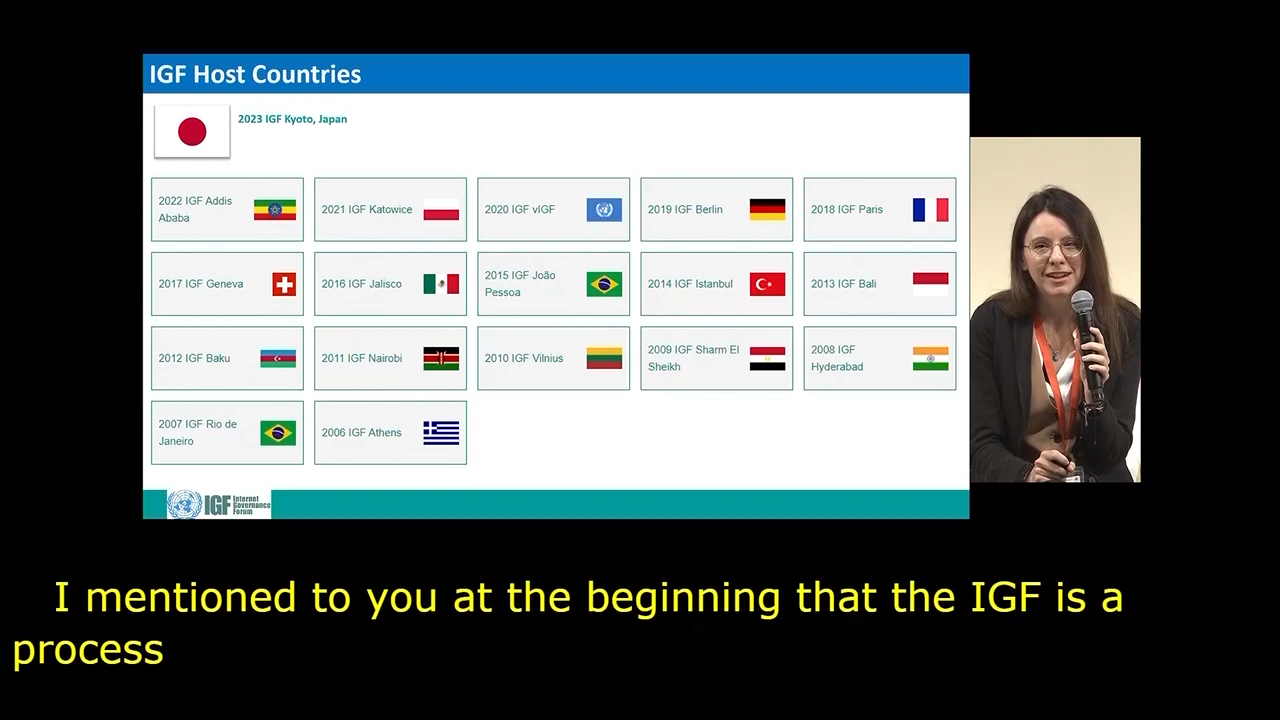 IGF Host Countries
2023 IGF Kyoto, Japan
2022 IGF Addis
Ababa
2021 IGF Katowice
2020 IGF vIGF
2019 IGF Berlin
2018 IGF Paris
2017 IGF Geneva
2016 IGF Jalisco
2015 IGF João
Pessoa
2014 IGF Istanbul
2013 IGF Bali
2012 IGF Baku
2011 IGF Nairobi
2010 IGF Vilnius
2009 IGF Sharm El
Sheikh
2008 IGF
Hyderabad
2007 IGF Rio de
Janeiro
2006 IGF Athens
IGF
Internet
Governance
Forum
I mentioned to you at the beginning that the IGF is a
process